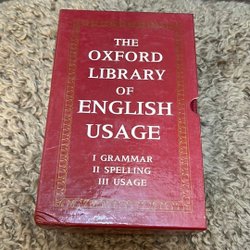 THE
OXFORD
LIBRARY
OF
ENGLISH
USAGE
I GRAMMAR
II SPELLING
III USAGE